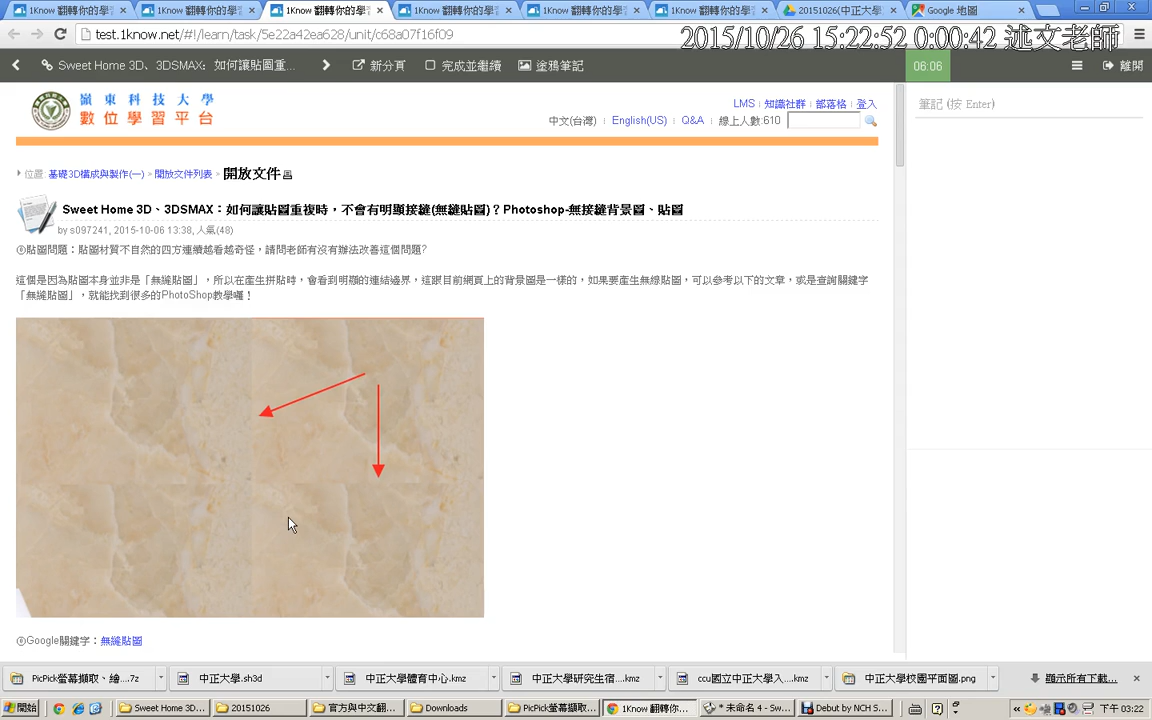 1Know 翻轉你的學
1Know 翻轉你的學
1Know 翻轉你的學
1Know 翻轉你的學
1Know 翻轉你的學
1Know 翻轉你的學
20151026(中正大學
Google 地圖
test.1know.net/#!/learn/task/5e22a42ea628/unit/c68a07f16f09
2015/10/26 15:22:52 0:00:42 述文老師
Sweet Home 3D、3DSMAX：如何讓貼圖重...
新分頁
完成並繼續
塗鴉筆記
06:06
離開
嶺東科技大學
數位學習平台
LMS | 知識社群 | 部落格 | 登入
中文(台灣) | English(US) | Q&A | 線上人數:610
筆記 (按 Enter)
位置: 基礎3D構成與製作(一) > 開放文件列表 > 開放文件
Sweet Home 3D、3DSMAX：如何讓貼圖重複時，不會有明顯接縫(無縫貼圖)？Photoshop-無接縫背景圖、貼圖
by s097241, 2015-10-06 13:38, 人氣(48)
◎貼圖問題：貼圖材質不自然的四方連續越看越奇怪，請問老師有沒有辦法改善這個問題?
這個是因為貼圖本身並非是「無縫貼圖」，所以在產生拼貼時，會看到明顯的連結邊界，這跟目前網頁上的背景圖是一樣的，如果要產生無線貼圖，可以參考以下的文章，或是查詢關鍵字
「無縫貼圖」，就能找到很多的PhotoShop教學囉！
◎Google關鍵字：無縫貼圖
PicPick螢幕擷取、繪....7z
中正大學.sh3d
中正大學體育中心.kmz
中正大學研究生宿....kmz
ccu國立中正大學入....kmz
中正大學校園平面圖.png
顯示所有下載...
開始
Sweet Home 3D...
20151026
官方與中文翻...
Downloads
PicPick螢幕擷取...
1Know 翻轉你...
* 未命名 4 - Sw...
Debut by NCH S...
下午 03:22